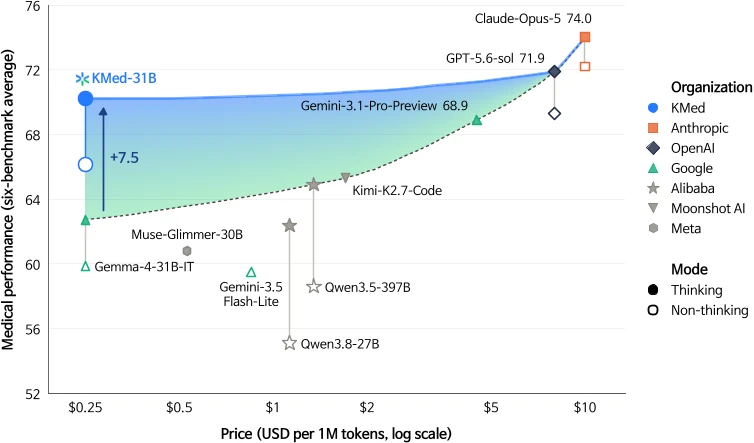 Medical performance (six-benchmark average)
76
72
68
64
60
56
52
Claude-Opus-5 74.0
GPT-5.6-sol 71.9
KMed-31B
Gemini-3.1-Pro-Preview 68.9
+7.5
Kimi-K2.7-Code
Muse-Glimmer-30B
Gemma-4-31B-IT
Gemini-3.5
Flash-Lite
Qwen3.5-397B
Qwen3.8-27B
$0.25
$0.5
$1
$2
$5
$10
Price (USD per 1M tokens, log scale)
Organization
KMed
Anthropic
OpenAI
Google
Alibaba
Moonshot AI
Meta
Mode
Thinking
Non-thinking